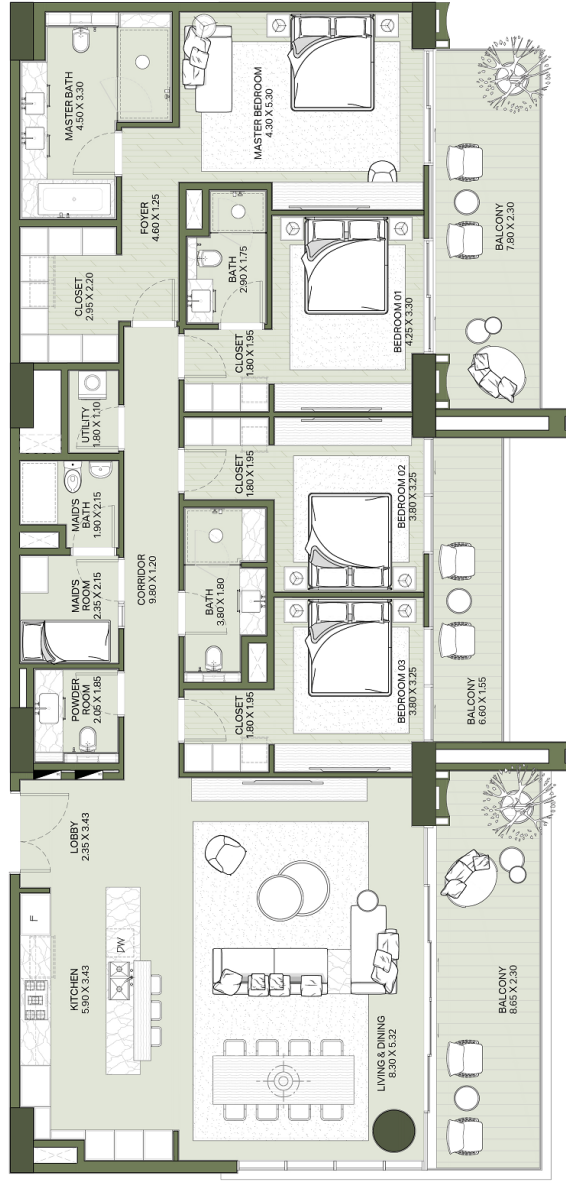 MASTER BATH
4.50 X 3.30
MASTER BEDROOM
4.30 X 5.30
FOYER
4.60 X 1.25
BALCONY
7.80 X 2.30
CLOSET
2.95 X 2.20
BATH
2.90 X 1.75
BEDROOM 01
4.25 X 3.30
CLOSET
1.80 X 1.95
UTILITY
1.80 X 1.10
CLOSET
1.80 X 1.95
BEDROOM 02
3.80 X 3.25
MAID'S
BATH
1.90 X 2.15
MAID'S
ROOM
2.35 X 2.15
CORRIDOR
9.80 X 1.20
BATH
3.80 X 1.80
BEDROOM 03
3.80 X 3.25
BALCONY
6.60 X 1.55
POWDER
ROOM
2.05 X 1.85
CLOSET
1.80 X 1.95
LOBBY
2.35 X 3.43
F
DW
KITCHEN
5.90 X 3.43
LIVING & DINING
8.30 X 5.32
BALCONY
8.65 X 2.30